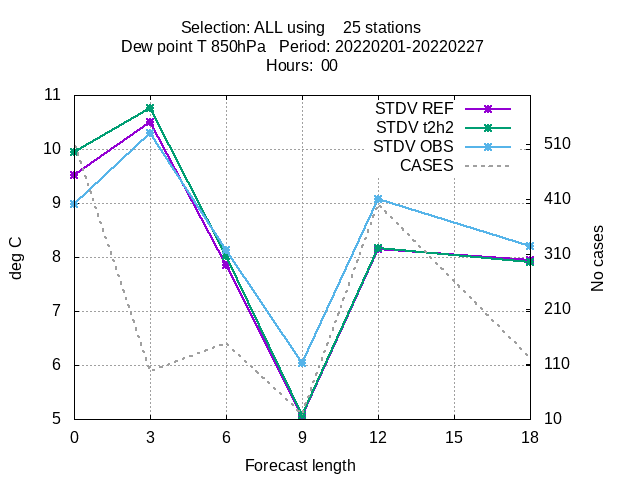 Selection: ALL using    25 stations
Dew point T 850hPa   Period: 20220201-20220227
Hours:  00
STDV REF
STDV t2h2
STDV OBS
CASES
11
10
9
8
7
6
5
deg C
510
410
310
210
110
10
No cases
0 3 6 9 12 15 18
Forecast length